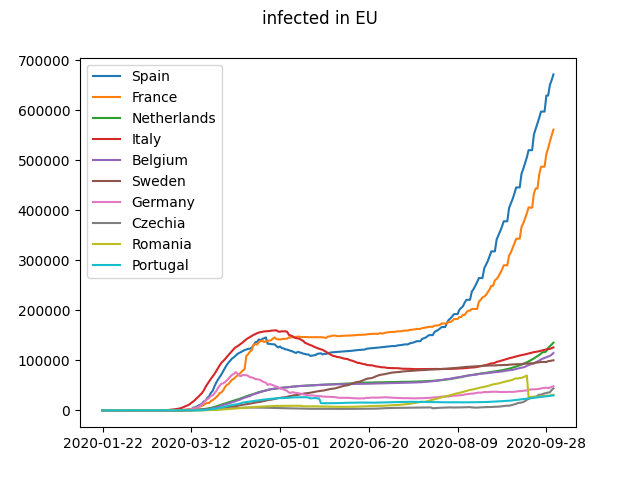 infected in EU
700000
600000
500000
400000
300000
200000
100000
0
Spain
France
Netherlands
Italy
Belgium
Sweden
Germany
Czechia
Romania
Portugal
2020-01-22 2020-03-12 2020-05-01 2020-06-20 2020-08-09 2020-09-28